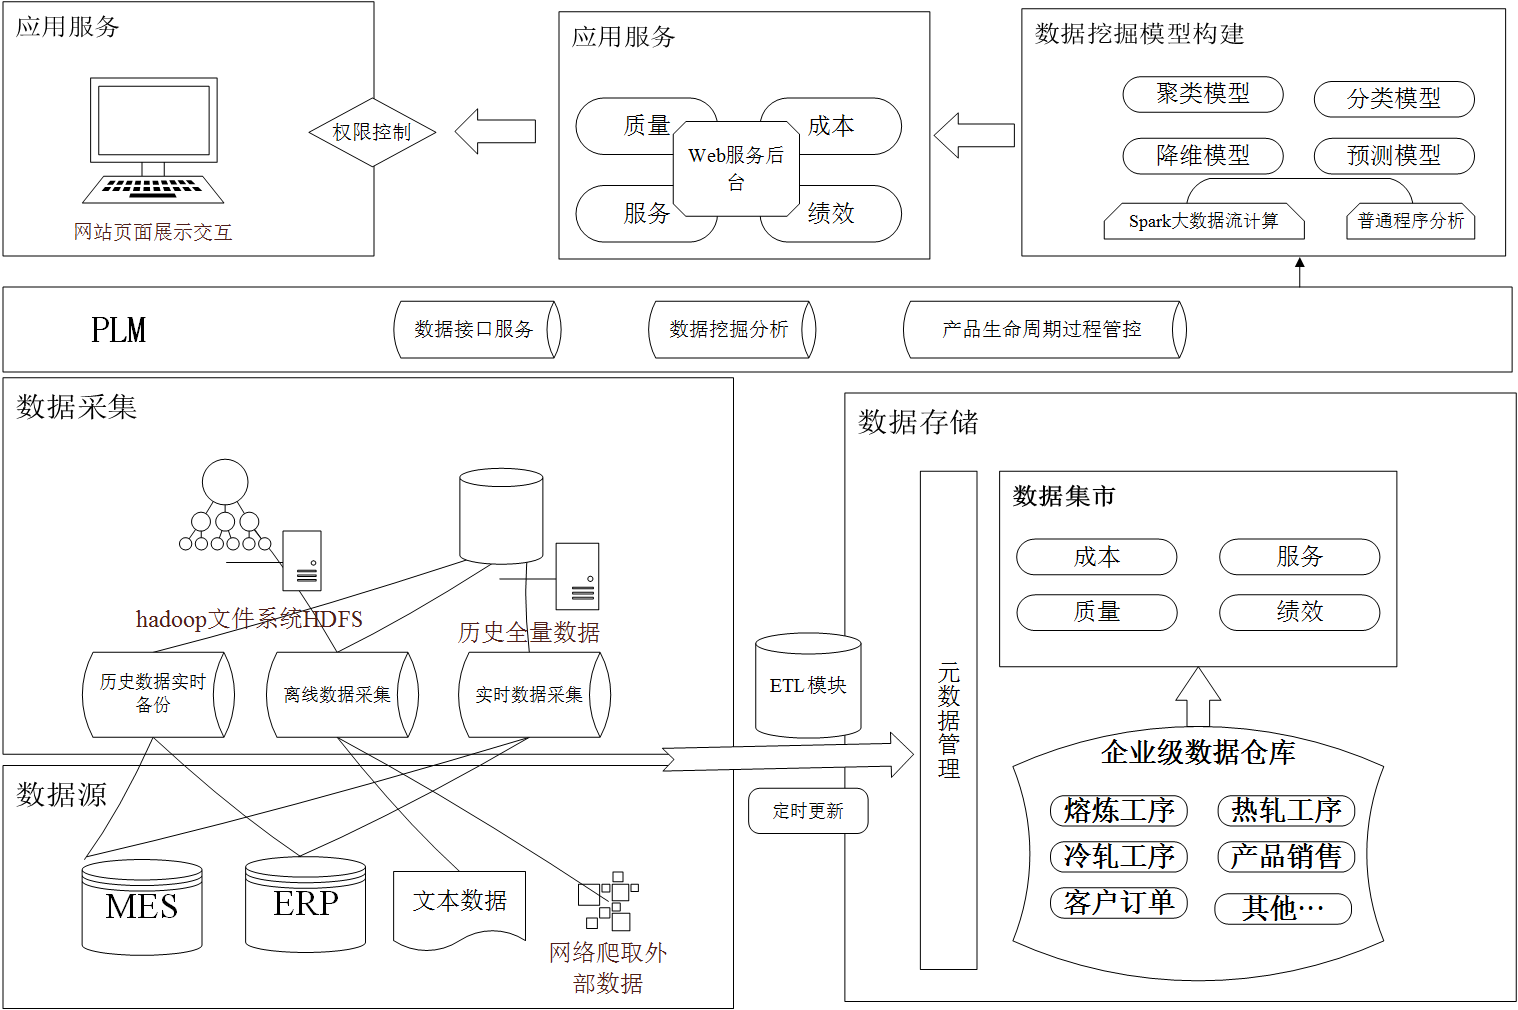 应用服务
网站页面展示交互
权限控制
应用服务
质量
成本
Web服务后
台
服务
绩效
数据挖掘模型构建
聚类模型
分类模型
降维模型
预测模型
Spark大数据流计算
普通程序分析
PLM
数据接口服务
数据挖掘分析
产品生命周期过程管控
数据采集
hadoop文件系统HDFS
历史全量数据
历史数据实时
备份
离线数据采集
实时数据采集
数据源
MES
ERP
文本数据
网络爬取外
部数据
ETL模块
定时更新
数据存储
元
数
据
管
理
数据集市
成本
服务
质量
绩效
企业级数据仓库
熔炼工序
热轧工序
冷轧工序
产品销售
客户订单
其他…